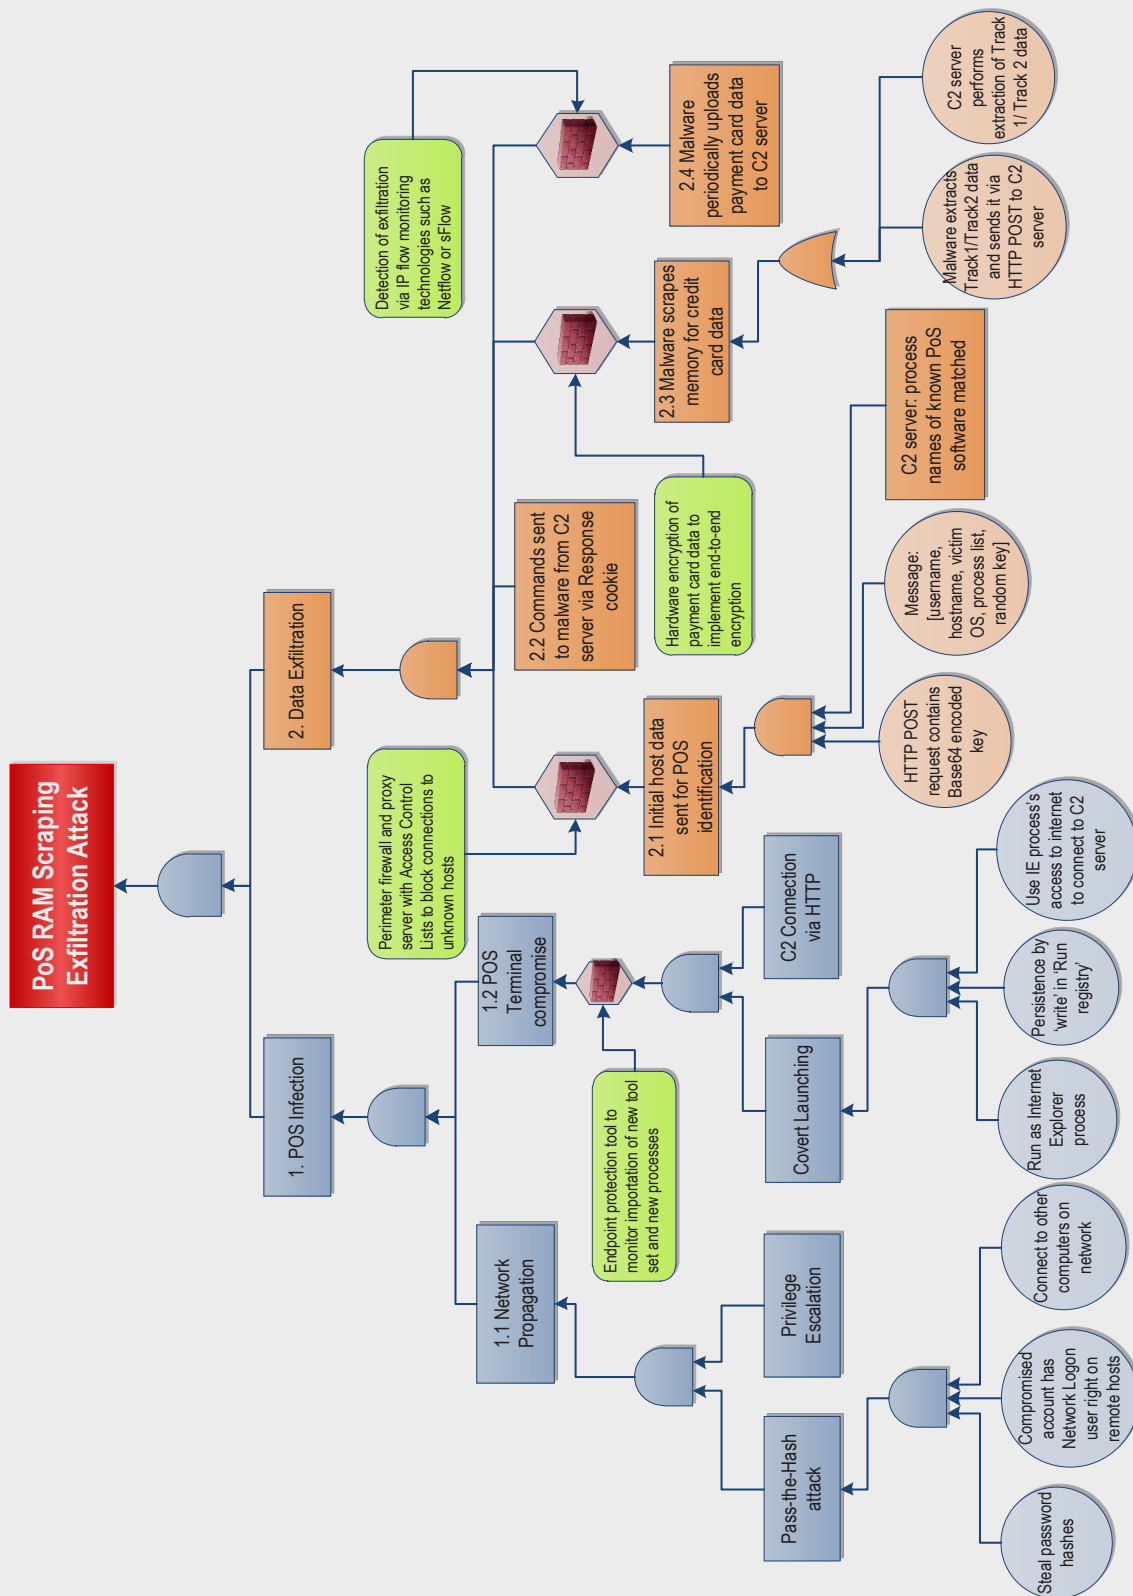 PoS RAM Scraping
Exfiltration Attack
1. POS Infection
2. Data Exfiltration
1.1 Network
Propagation
1.2 POS
Terminal
compromise
Perimeter firewall and proxy
server with Access Control
Lists to block connections to
unknown hosts
Detection of exfiltration
via IP flow monitoring
technologies such as
Netflow or sFlow
Endpoint protection tool to
monitor importation of new tool
set and new processes
2.1 Initial host data
sent for POS
identification
2.2 Commands sent
to malware from C2
server via Response
cookie
Hardware encryption of
payment card data to
implement end-to-end
encryption
2.3 Malware scrapes
memory for credit
card data
2.4 Malware
periodically uploads
payment card data
to C2 server
Pass-the-Hash
attack
Privilege
Escalation
Covert Launching
C2 Connection
via HTTP
HTTP POST
request contains
Base64 encoded
key
Message:
[username,
hostname, victim
OS, process list,
random key]
C2 server: process
names of known PoS
software matched
Malware extracts
Track1/Track2 data
and sends it via
HTTP POST to C2
server
C2 server
performs
extraction of Track
1/ Track 2 data
Steal password
hashes
Compromised
account has
Network Logon
user right on
remote hosts
Connect to other
computers on
network
Run as Internet
Explorer
process
Persistence by
‘write’ in ‘Run
registry’
Use IE process’s
access to internet
to connect to C2
server